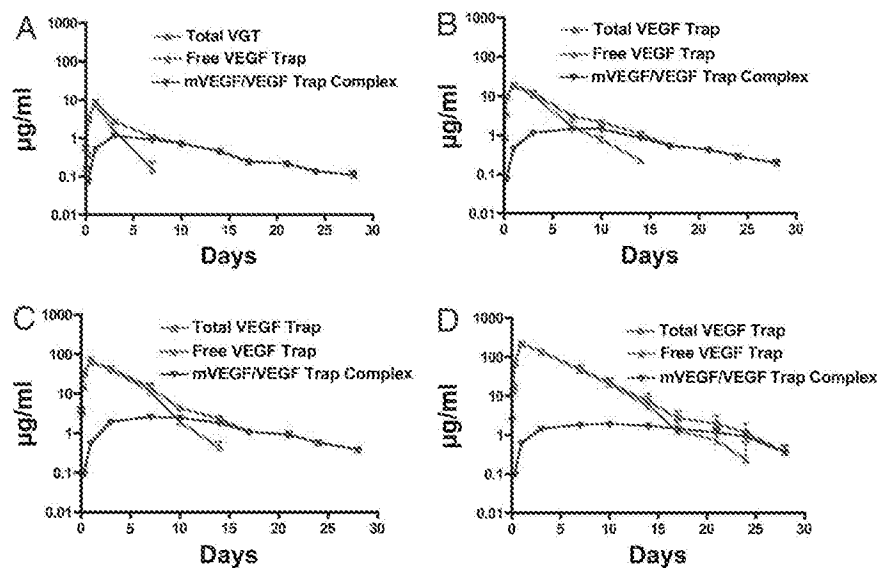 A
1000
100
10
1
0.1
0.01
µg/ml
Total VGT
Free VEGF Trap
mVEGF/VEGF Trap Complex
0 5 10 15 20 25 30
Days
B
1000
100
10
1
0.1
0.01
µg/ml
Total VEGF Trap
Free VEGF Trap
mVEGF/VEGF Trap Complex
0 5 10 15 20 25 30
Days
C
1000
100
10
1
0.1
0.01
µg/ml
Total VEGF Trap
Free VEGF Trap
mVEGF/VEGF Trap Complex
0 5 10 15 20 25 30
Days
D
1000
100
10
1
0.1
0.01
µg/ml
Total VEGF Trap
Free VEGF Trap
mVEGF/VEGF Trap Complex
0 5 10 15 20 25 30
Days